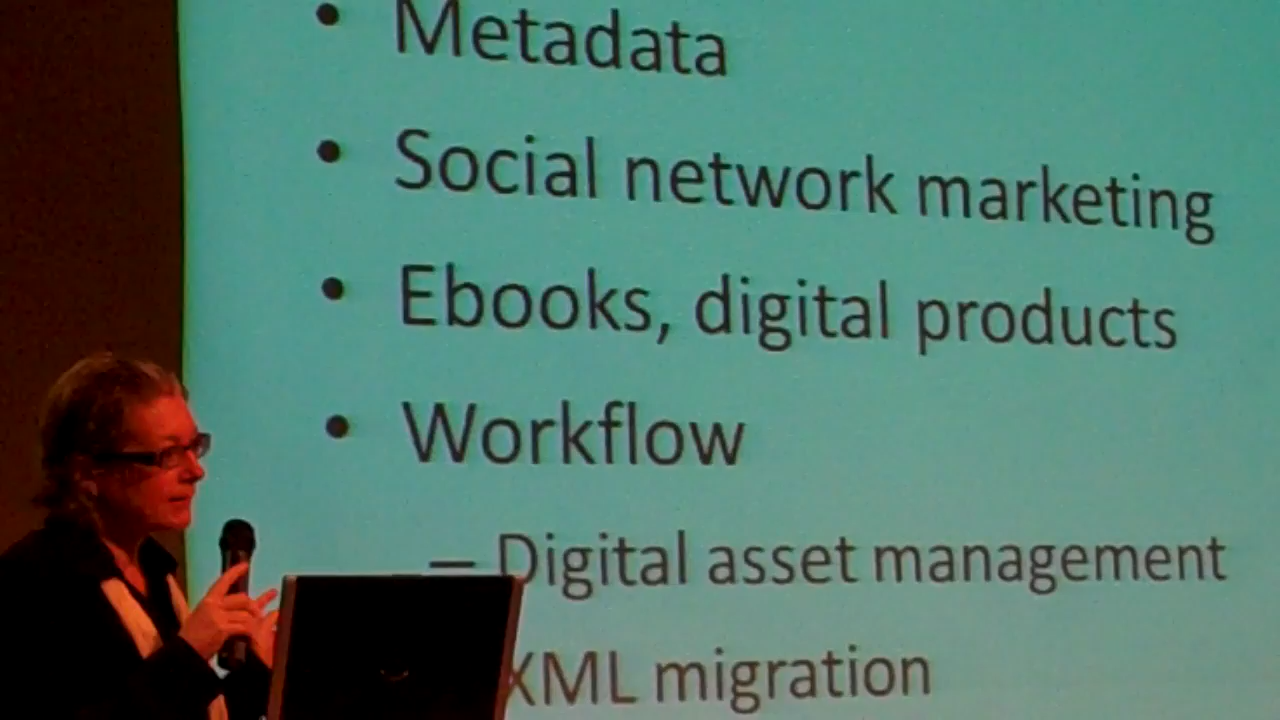 • Metadata
• Social network marketing
• Ebooks, digital products
• Workflow
– Digital asset management
XML migration